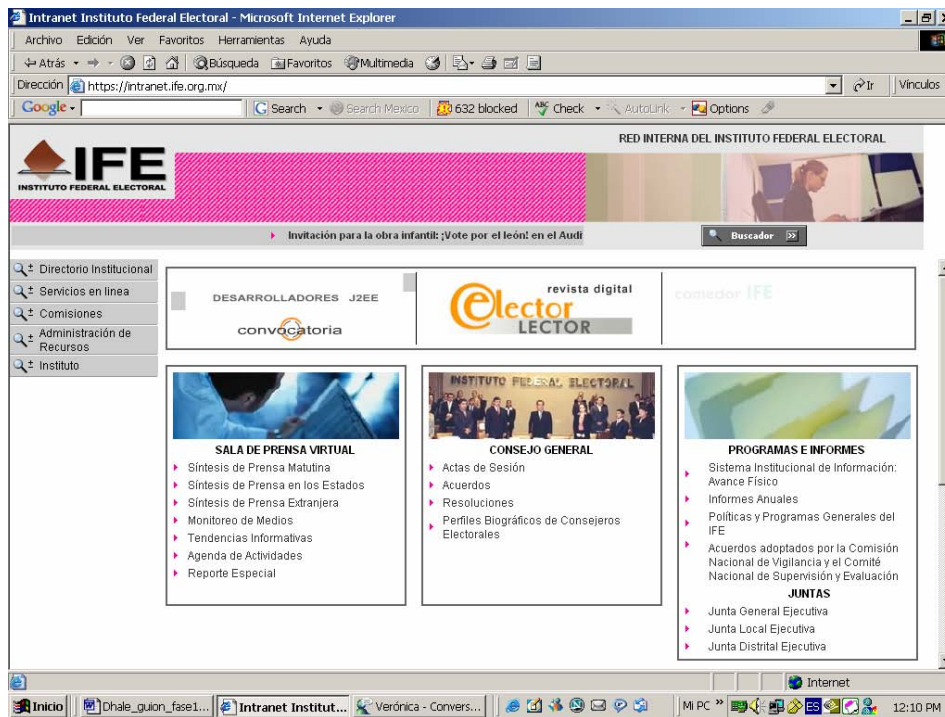 Intranet Instituto Federal Electoral - Microsoft Internet Explorer
Archivo Edición Ver Favoritos Herramientas Ayuda
Atrás Búsqueda Favoritos Multimedia
Dirección https://intranet.ife.org.mx/ Ir Vínculos
Google Search Search Mexico 632 blocked ABC Check AutoLink Options
RED INTERNA DEL INSTITUTO FEDERAL ELECTORAL
IFE
INSTITUTO FEDERAL ELECTORAL
Invitación para la obra infantil: ¡Vote por el león! en el Audi
Buscador
Directorio Institucional
Servicios en linea
Comisiones
Administración de
Recursos
Instituto
DESARROLLADORES J2EE
convocatoria
revista digital
elector
LECTOR
comedor IFE
SALA DE PRENSA VIRTUAL
Síntesis de Prensa Matutina
Síntesis de Prensa en los Estados
Síntesis de Prensa Extranjera
Monitoreo de Medios
Tendencias Informativas
Agenda de Actividades
Reporte Especial
INSTITUTO FEDERAL ELECTORAL
CONSEJO GENERAL
Actas de Sesión
Acuerdos
Resoluciones
Perfiles Biográficos de Consejeros
Electorales
PROGRAMAS E INFORMES
Sistema Institucional de Información:
Avance Físico
Informes Anuales
Políticas y Programas Generales del
IFE
Acuerdos adoptados por la Comisión
Nacional de Vigilancia y el Comité
Nacional de Supervisión y Evaluación
JUNTAS
Junta General Ejecutiva
Junta Local Ejecutiva
Junta Distrital Ejecutiva
Internet
Inicio Dhale_guion_fase1... Intranet Institut... Verónica - Convers... Mi PC » ES 12:10 PM